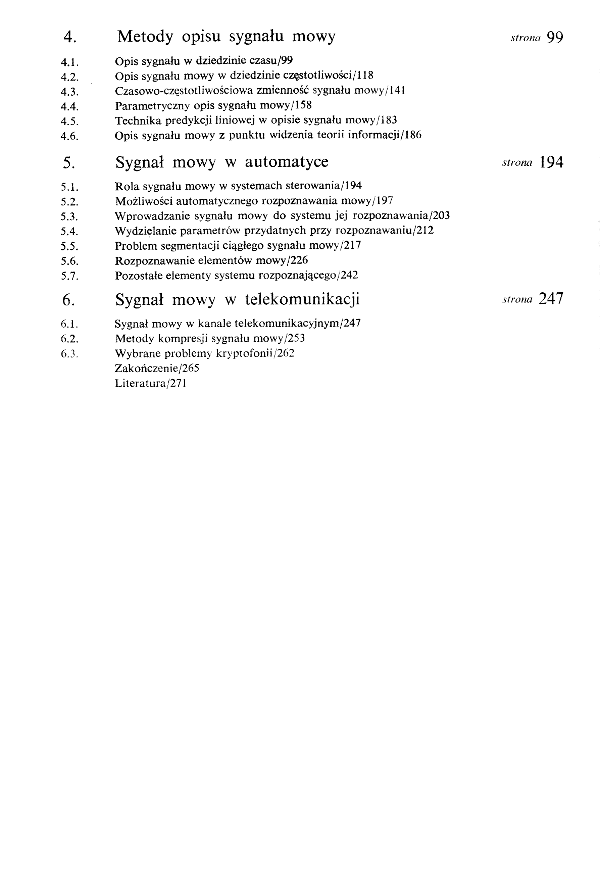 4. Metody opisu sygnału mowy strona 99
4.1. Opis sygnału w dziedzinie czasu/99
4.2. Opis sygnału mowy w dziedzinie częstotliwości/118
4.3. Czasowo-częstotliwościowa zmienność sygnału mowy/141
4.4. Parametryczny opis sygnału mowy/158
4.5. Technika predykcji liniowej w opisie sygnału mowy/183
4.6. Opis sygnału mowy z punktu widzenia teorii informacji/186
5. Sygnał mowy w automatyce strona 194
5.1. Rola sygnału mowy w systemach sterowania/194
5.2. Możliwości automatycznego rozpoznawania mowy/197
5.3. Wprowadzanie sygnału mowy do systemu jej rozpoznawania/203
5.4. Wydzielanie parametrów przydatnych przy rozpoznawaniu/212
5.5. Problem segmentacji ciągłego sygnału mowy/217
5.6. Rozpoznawanie elementów mowy/226
5.7. Pozostałe elementy systemu rozpoznającego/242
6. Sygnał mowy w telekomunikacji strona 247
6.1. Sygnał mowy w kanale telekomunikacyjnym/247
6.2. Metody kompresji sygnału mowy/253
6.3. Wybrane problemy kryptofonii/262
Zakończenie/265
Literatura/271